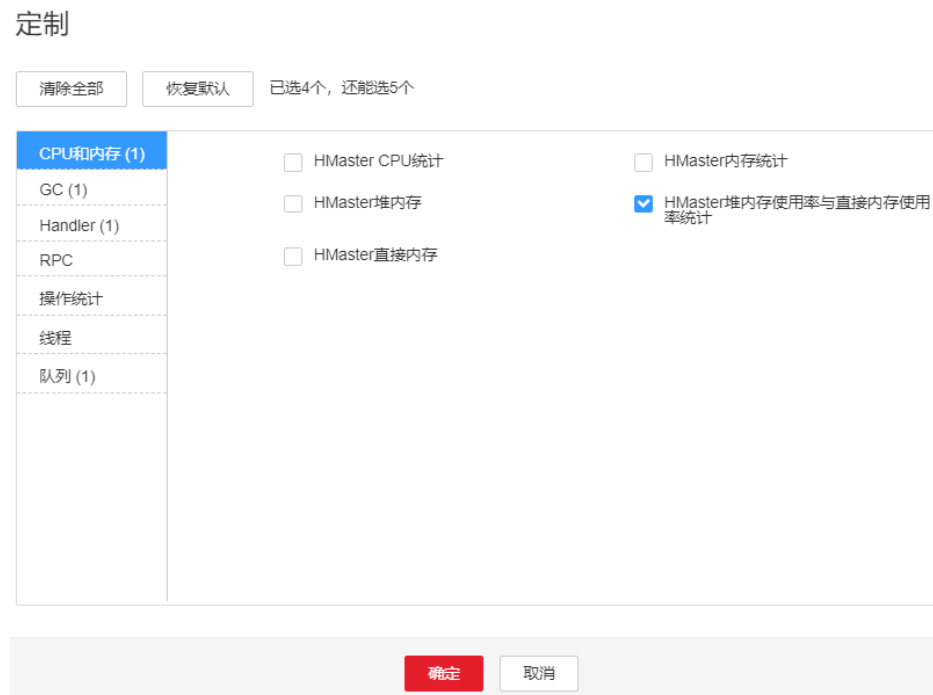 定制
清除全部
恢复默认
已选4个，还能选5个
CPU和内存 (1)
GC (1)
Handler (1)
RPC
操作统计
线程
队列 (1)
HMaster CPU统计
HMaster内存统计
HMaster堆内存
HMaster堆内存使用率与直接内存使用
率统计
HMaster直接内存
确定
取消